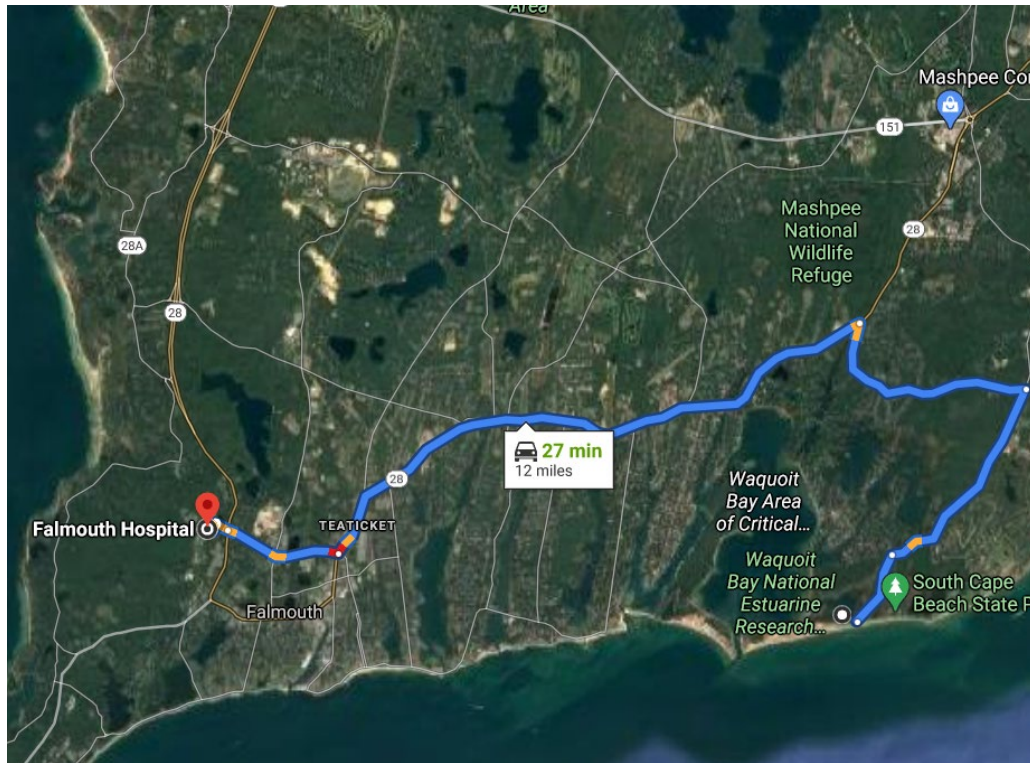 Area
Mashpee Co
151
Mashpee
National
Wildlife
Refuge
28A
28
28
27 min
12 miles
28
Waquoit
Bay Area
of Critical...
Falmouth Hospital
TEATICKET
Waquoit
Bay National
Estuarine
Research...
South Cape
Beach State
Falmouth